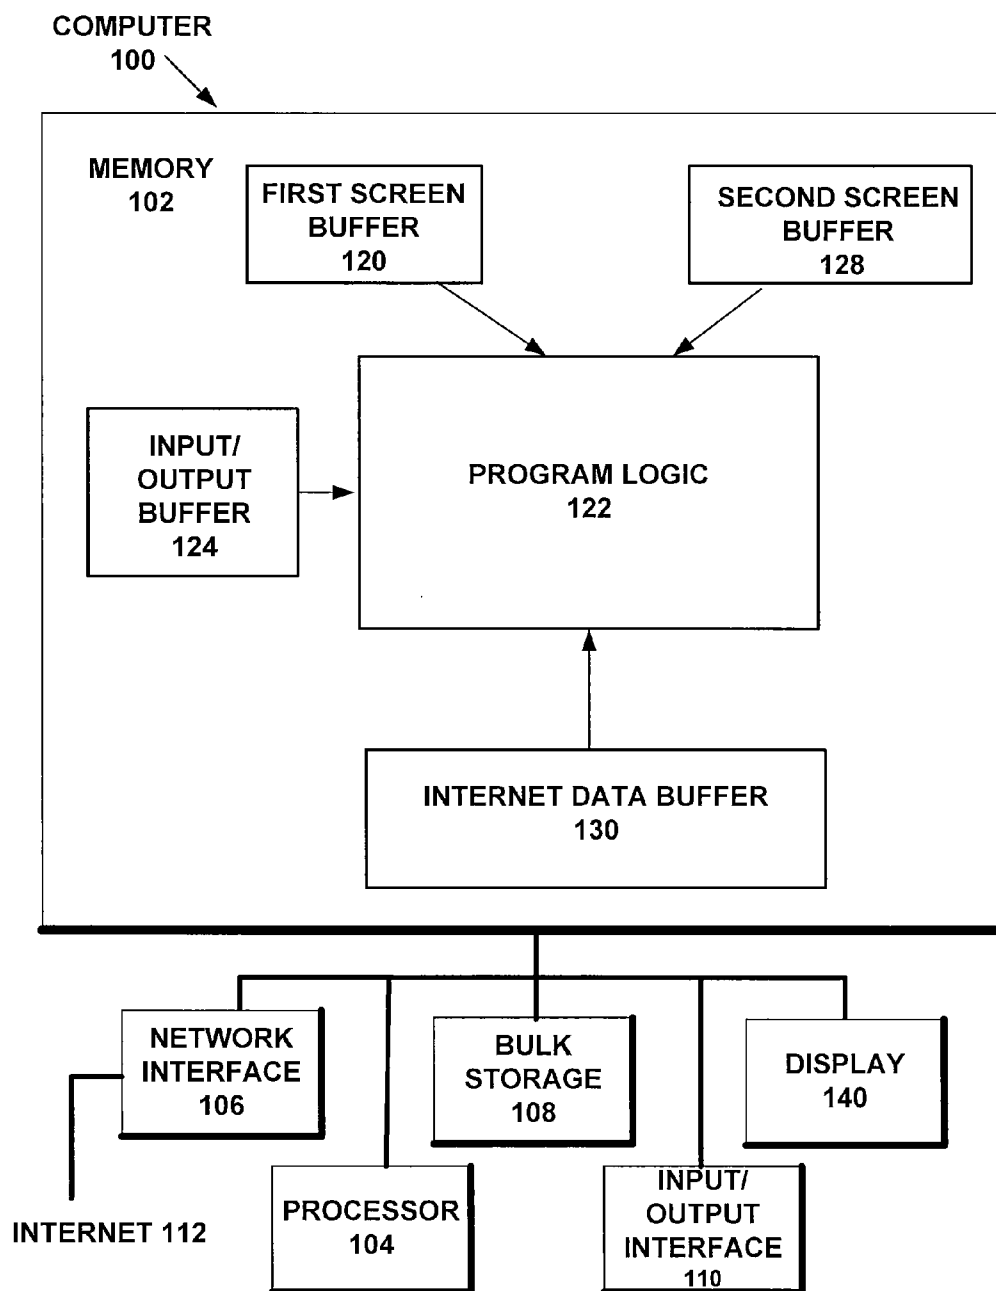 COMPUTER
100
MEMORY
102
FIRST SCREEN
BUFFER
120
SECOND SCREEN
BUFFER
128
INPUT/
OUTPUT
BUFFER
124
PROGRAM LOGIC
122
INTERNET DATA BUFFER
130
NETWORK
INTERFACE
106
BULK
STORAGE
108
DISPLAY
140
INTERNET 112
PROCESSOR
104
INPUT/
OUTPUT
INTERFACE
110